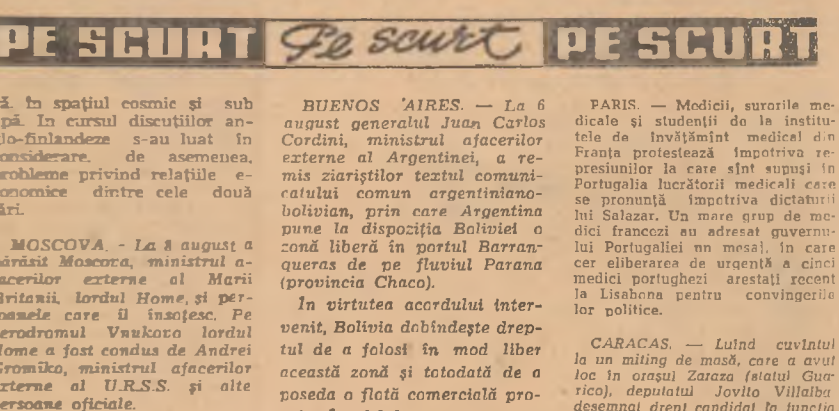 PE SCURT Pe scurt PE SCURT
ă. în spațiul cosmic și sub
pă. In cursul discuțiilor an-
lo-finlandeze s-au luat în
onsiderare, de asemenea,
robleme privind relațiile e-
onomice dintre cele două
ări.
MOSCOVA. - La 8 august a
părăsit Moscova, ministrul a-
acerilor externe al Marii
Britanii, lordul Home, și per-
oanele care îl însoțesc. Pe
erodromul Vnukovo lordul
Home a fost condus de Andrei
Gromîko, ministrul afacerilor
xterne al U.R.S.S. și alte
ersoane oficiale.
BUENOS AIRES. — La 6
august generalul Juan Carlos
Cordini, ministrul afacerilor
externe al Argentinei, a re-
mis ziariștilor textul comuni-
catului comun argentiniano-
bolivian, prin care Argentina
pune la dispoziția Boliviei o
zonă liberă în portul Barran-
queras de pe fluviul Parana
(provincia Chaco).
In virtutea acordului inter-
venit, Bolivia dobîndește drep-
tul de a folosi în mod liber
această zonă și totodată de a
poseda o flotă comercială pro-
PARIS. — Medicii, surorile me-
dicale și studenții de la institu-
tele de învățămînt medical din
Franța protestează împotriva re-
presiunilor la care sînt supuși în
Portugalia lucrătorii medicali care
se pronunță împotriva dictaturii
lui Salazar. Un mare grup de me-
dici francezi au adresat guvernu-
lui Portugaliei un mesaj, în care
cer eliberarea de urgență a cinci
medici portughezi arestați recent
la Lisabona pentru convingerile
lor politice.
CARACAS. — Luînd cuvîntul
la un miting de masă, care a avut
loc în orașul Zaraza (statul Gua-
rico), deputatul Jovito Villalba,
desemnat drept candidat la funcția